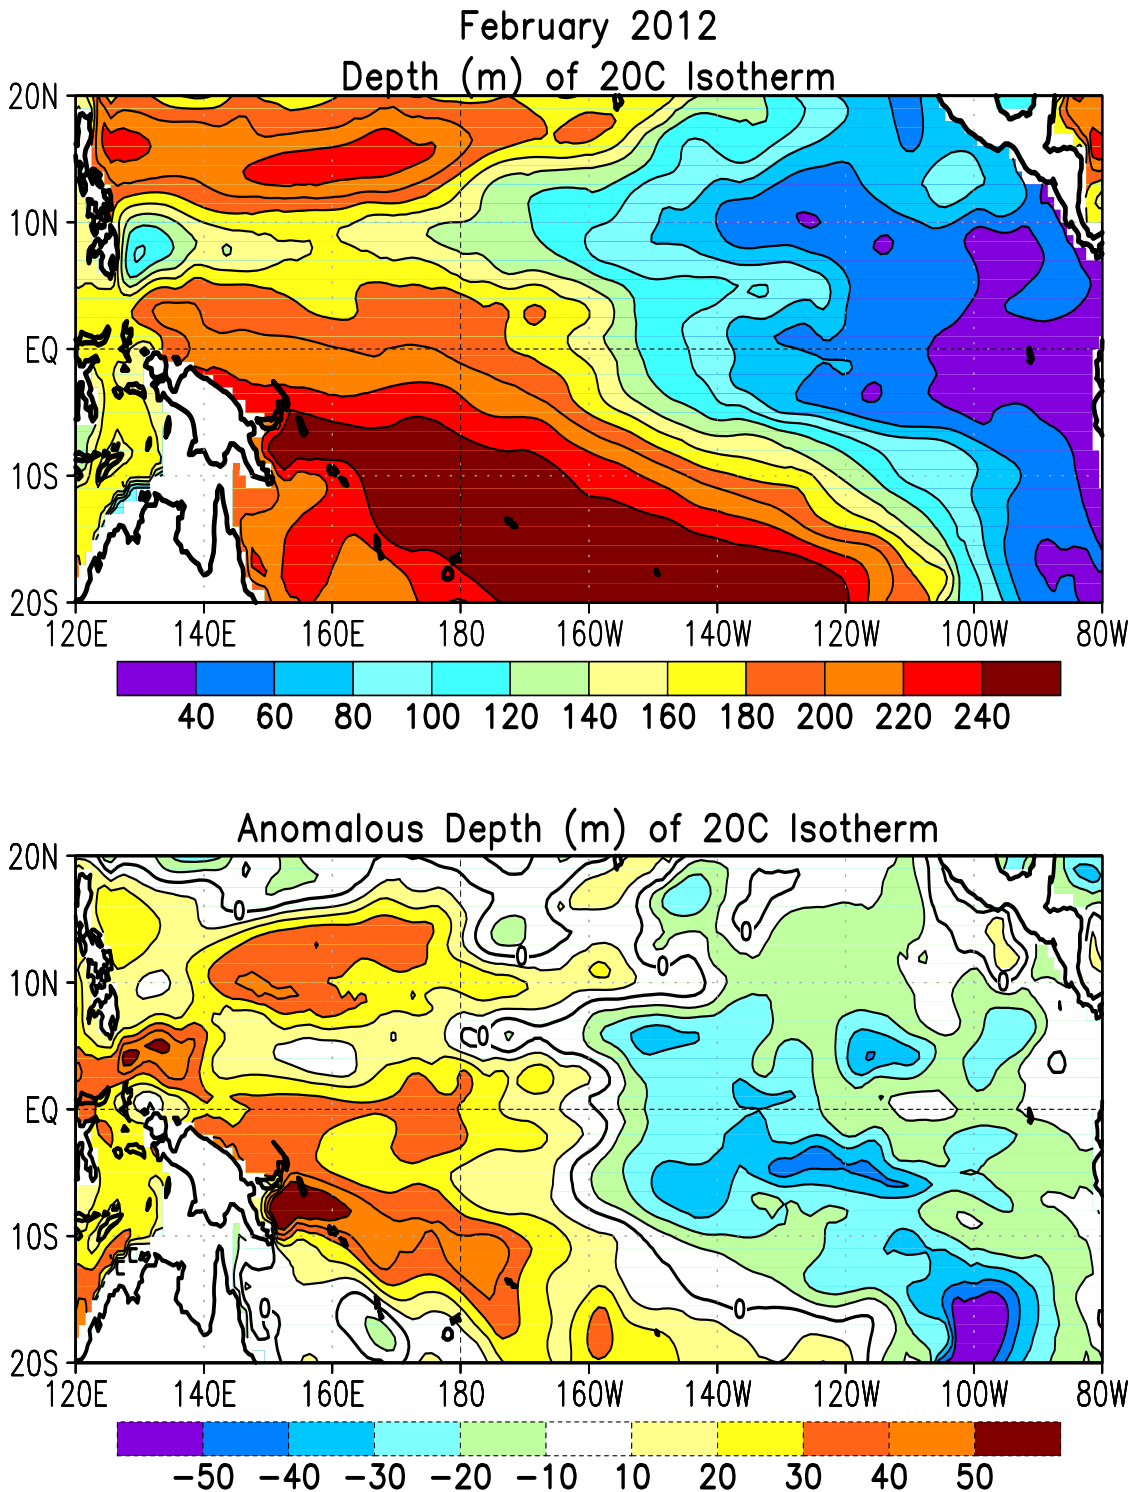 February 2012
Depth (m) of 20C Isotherm
20N
10N
EQ
10S
20S
120E 140E 160E 180 160W 140W 120W 100W 80W
40 60 80 100 120 140 160 180 200 220 240
Anomalous Depth (m) of 20C Isotherm
20N
0
0
0
0
10N
0
0
EQ
10S
0
0
20S
120E 140E 160E 180 160W 140W 120W 100W 80W
−50 −40 −30 −20 −10 10 20 30 40 50